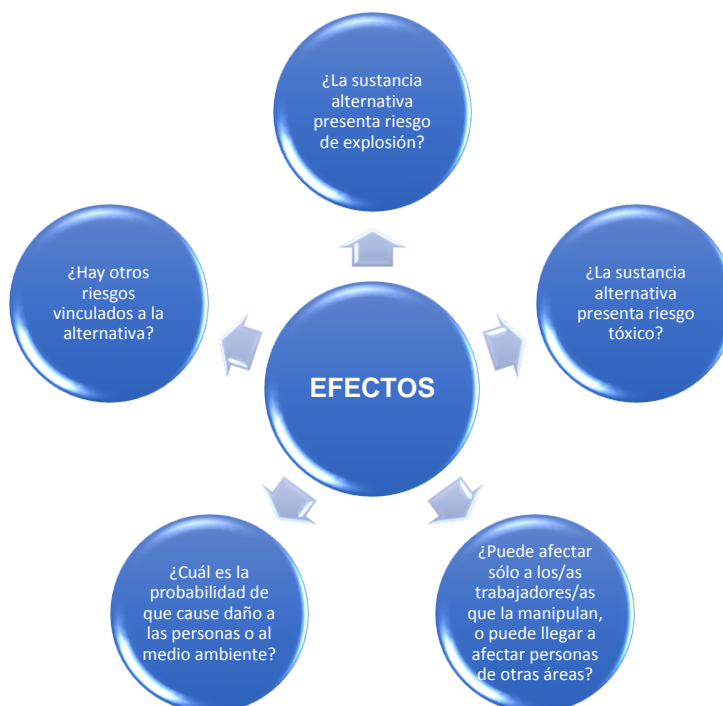 ¿La sustancia
alternativa
presenta riesgo
de explosión?
¿Hay otros
riesgos
vinculados a la
alternativa?
¿La sustancia
alternativa
presenta riesgo
tóxico?
EFECTOS
¿Cuál es la
probabilidad de
que cause daño a
las personas o al
medio ambiente?
¿Puede afectar
sólo a los/as
trabajadores/as
que la manipulan,
o puede llegar a
afectar personas
de otras áreas?